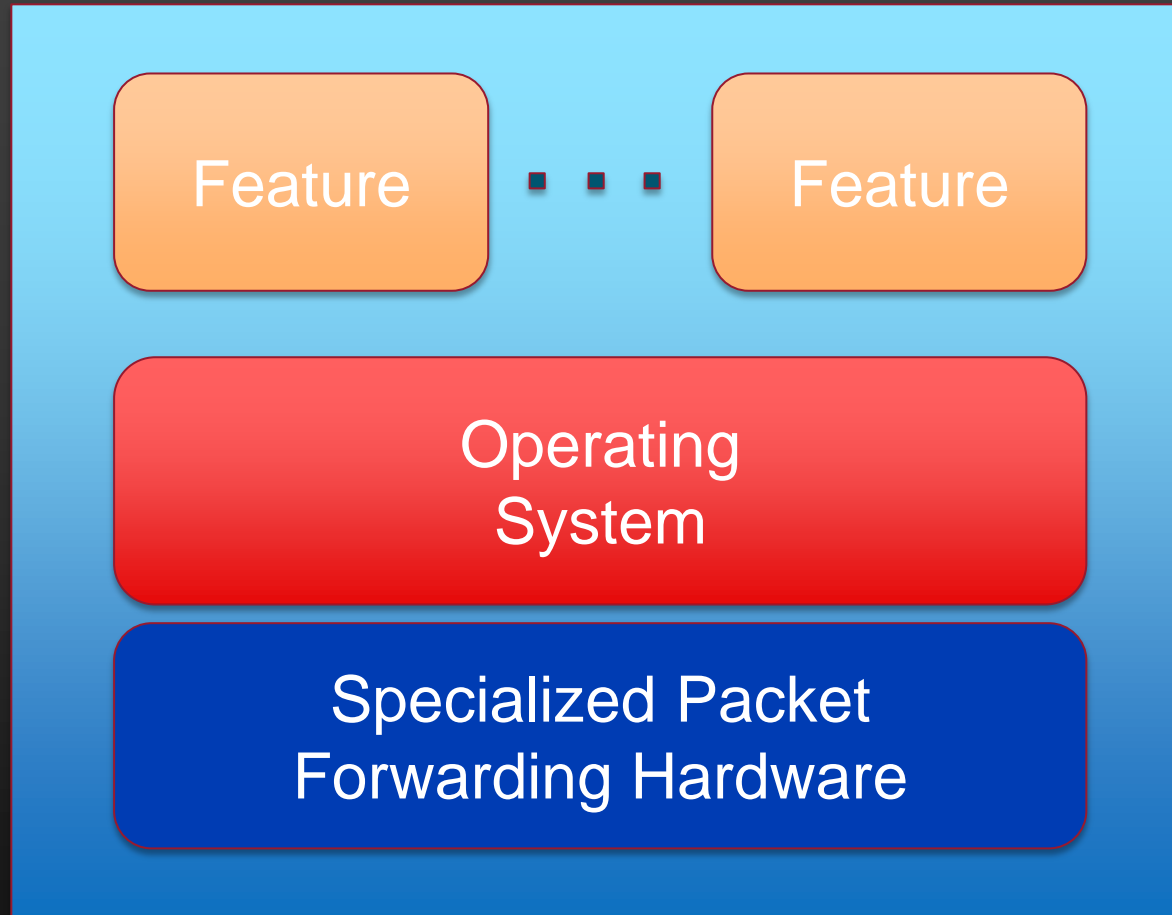 Feature
Feature
Operating
System
Specialized Packet
Forwarding Hardware